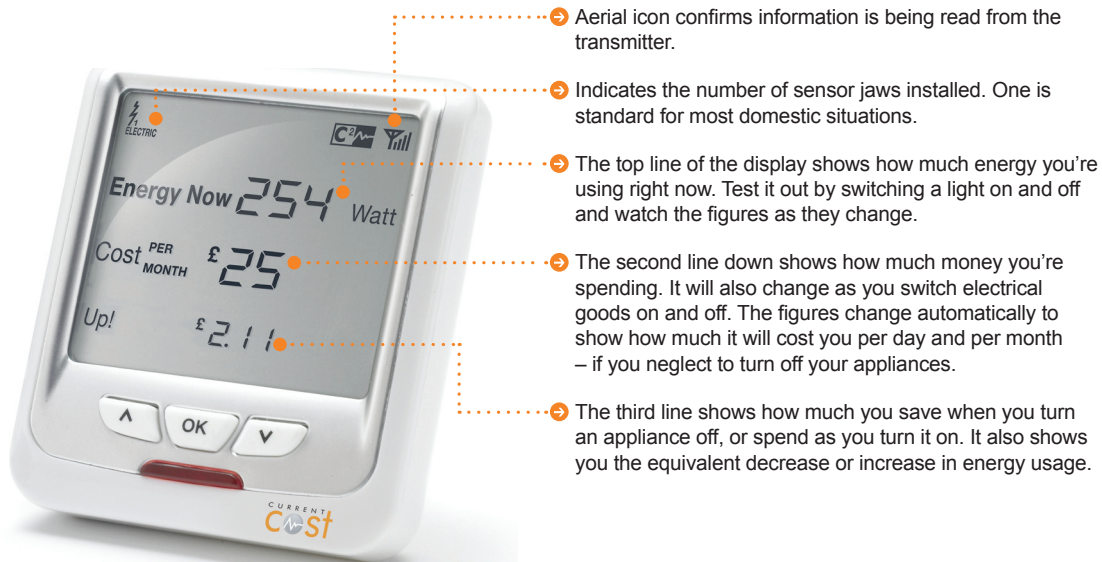 Aerial icon confirms information is being read from the
transmitter.
Indicates the number of sensor jaws installed. One is
standard for most domestic situations.
The top line of the display shows how much energy you’re
using right now. Test it out by switching a light on and off
and watch the figures as they change.
The second line down shows how much money you’re
spending. It will also change as you switch electrical
goods on and off. The figures change automatically to
show how much it will cost you per day and per month
– if you neglect to turn off your appliances.
The third line shows how much you save when you turn
an appliance off, or spend as you turn it on. It also shows
you the equivalent decrease or increase in energy usage.
1
ELECTRIC
C2
Energy Now 254 Watt
Cost PER MONTH £25
Up! £2.11
OK
CURRENT
cost